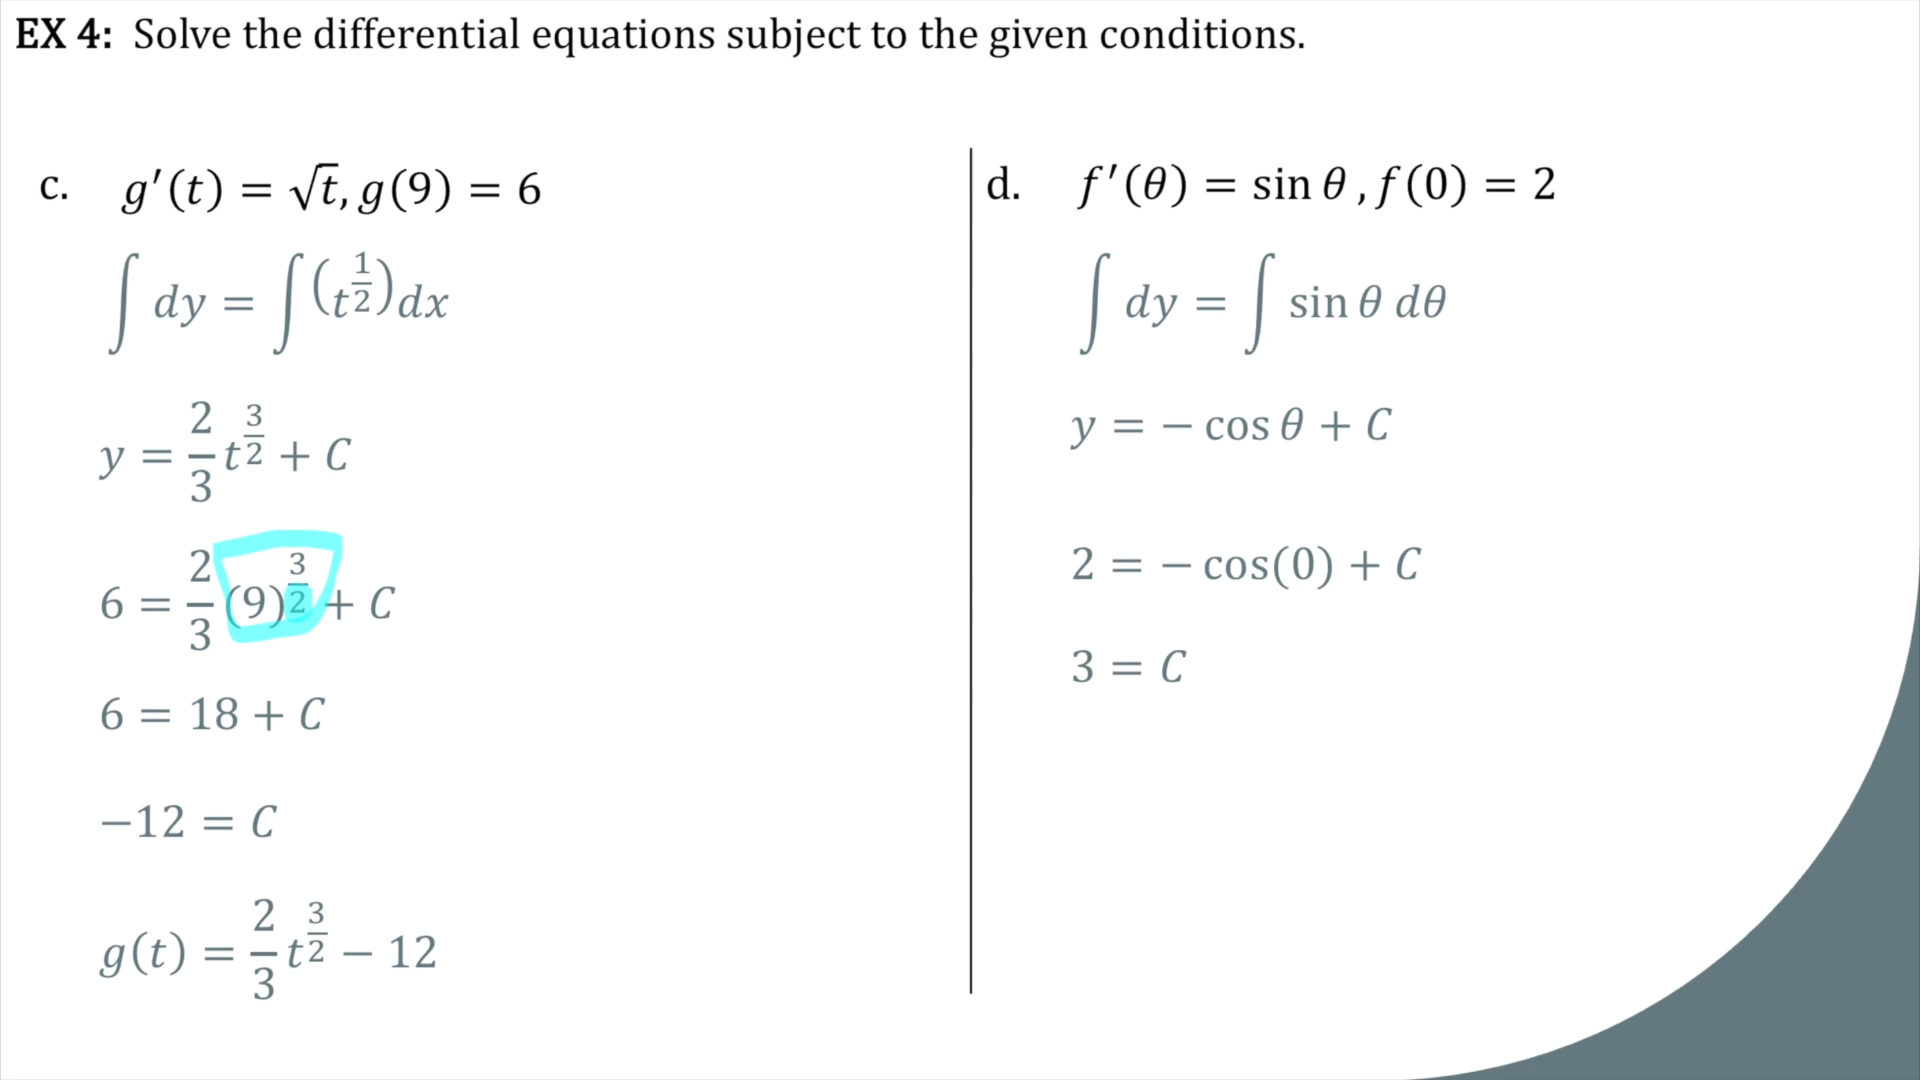 EX 4: Solve the differential equations subject to the given conditions.
c. g′(t) = √t, g(9) = 6
∫ dy = ∫ (t^(1/2)) dx
y = 2/3 t^(3/2) + C
6 = 2/3 (9)^(3/2) + C
6 = 18 + C
−12 = C
g(t) = 2/3 t^(3/2) − 12
d. f′(θ) = sin θ , f(0) = 2
∫ dy = ∫ sin θ dθ
y = − cos θ + C
2 = − cos(0) + C
3 = C